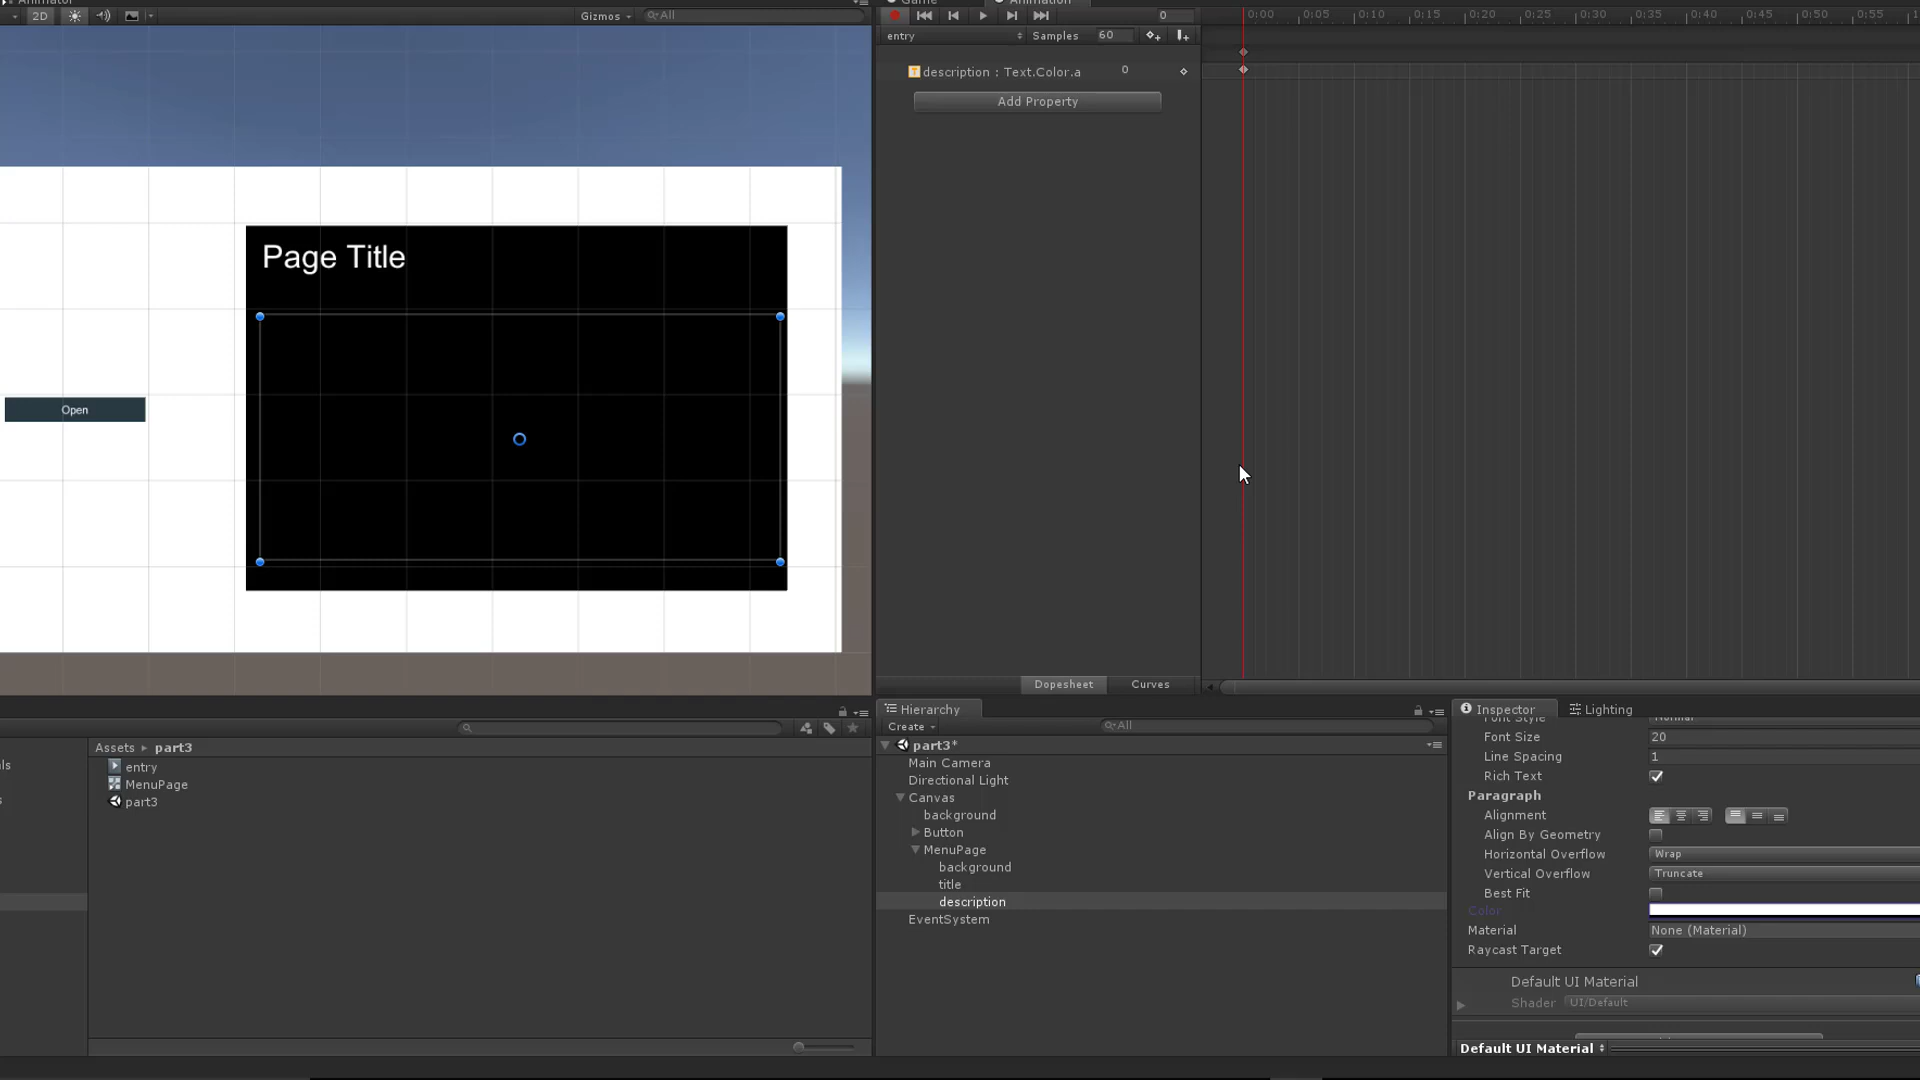 Animator
Game
Animation
2D
Gizmos
All
0
0:00
0:05
0:10
0:15
0:20
0:25
0:30
0:35
0:40
0:45
0:50
0:55
entry
Samples
60
description : Text.Color.a
0
Add Property
Page Title
Open
Dopesheet
Curves
Hierarchy
Create
All
Inspector
Lighting
Assets ▸ part3
entry
MenuPage
part3
part3*
Main Camera
Directional Light
Canvas
background
Button
MenuPage
background
title
description
EventSystem
Font Style
Normal
Font Size
20
Line Spacing
1
Rich Text
Paragraph
Alignment
Align By Geometry
Horizontal Overflow
Wrap
Vertical Overflow
Truncate
Best Fit
Color
Material
None (Material)
Raycast Target
Default UI Material
Shader
UI/Default
Default UI Material